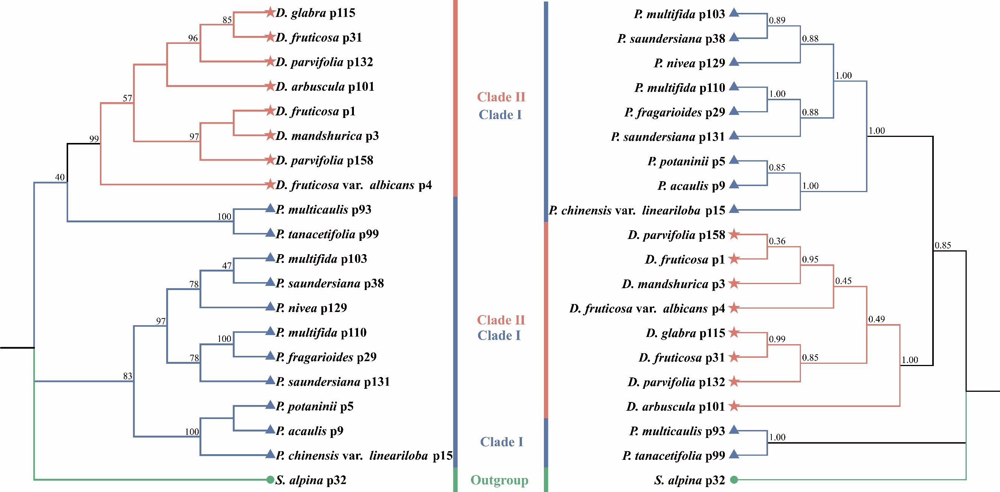 D. glabra p115
85
D. fruticosa p31
96
D. parvifolia p132
D. arbuscula p101
57
D. fruticosa p1
D. mandshurica p3
97
99
D. parvifolia p158
40
D. fruticosa var. albicans p4
P. multicaulis p93
100
P. tanacetifolia p99
P. multifida p103
47
P. saundersiana p38
78
P. nivea p129
97
P. multifida p110
100
P. fragarioides p29
78
83
P. saundersiana p131
P. potaninii p5
P. acaulis p9
100
P. chinensis var. lineariloba p15
S. alpina p32
Clade II
Clade I
Clade II
Clade I
Clade I
Outgroup
P. multifida p103
0.89
P. saundersiana p38
0.88
P. nivea p129
1.00
P. multifida p110
1.00
P. fragarioides p29
0.88
1.00
P. saundersiana p131
P. potaninii p5
0.85
P. acaulis p9
1.00
P. chinensis var. lineariloba p15
D. parvifolia p158
0.36
0.85
D. fruticosa p1
0.95
D. mandshurica p3
0.45
D. fruticosa var. albicans p4
0.49
D. glabra p115
0.99
D. fruticosa p31
0.85
1.00
D. parvifolia p132
D. arbuscula p101
P. multicaulis p93
1.00
P. tanacetifolia p99
S. alpina p32